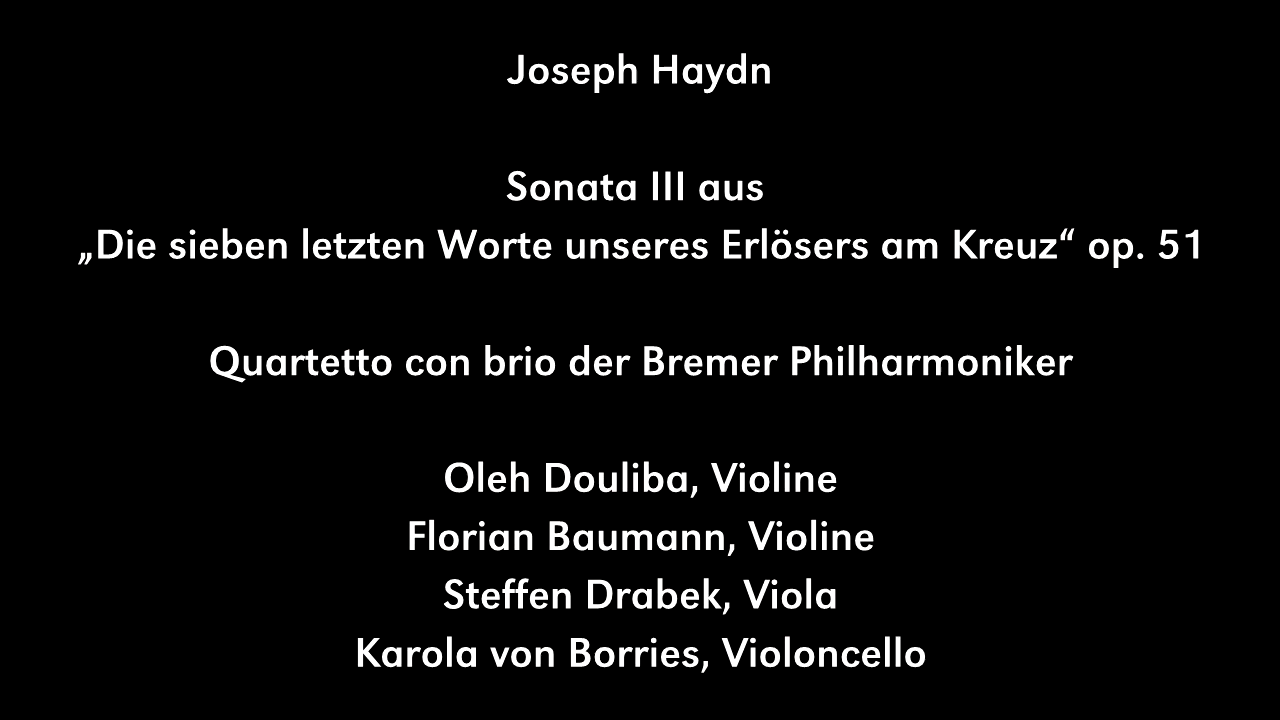 Joseph Haydn
Sonata III aus
„Die sieben letzten Worte unseres Erlösers am Kreuz“ op. 51
Quartetto con brio der Bremer Philharmoniker
Oleh Douliba, Violine
Florian Baumann, Violine
Steffen Drabek, Viola
Karola von Borries, Violoncello